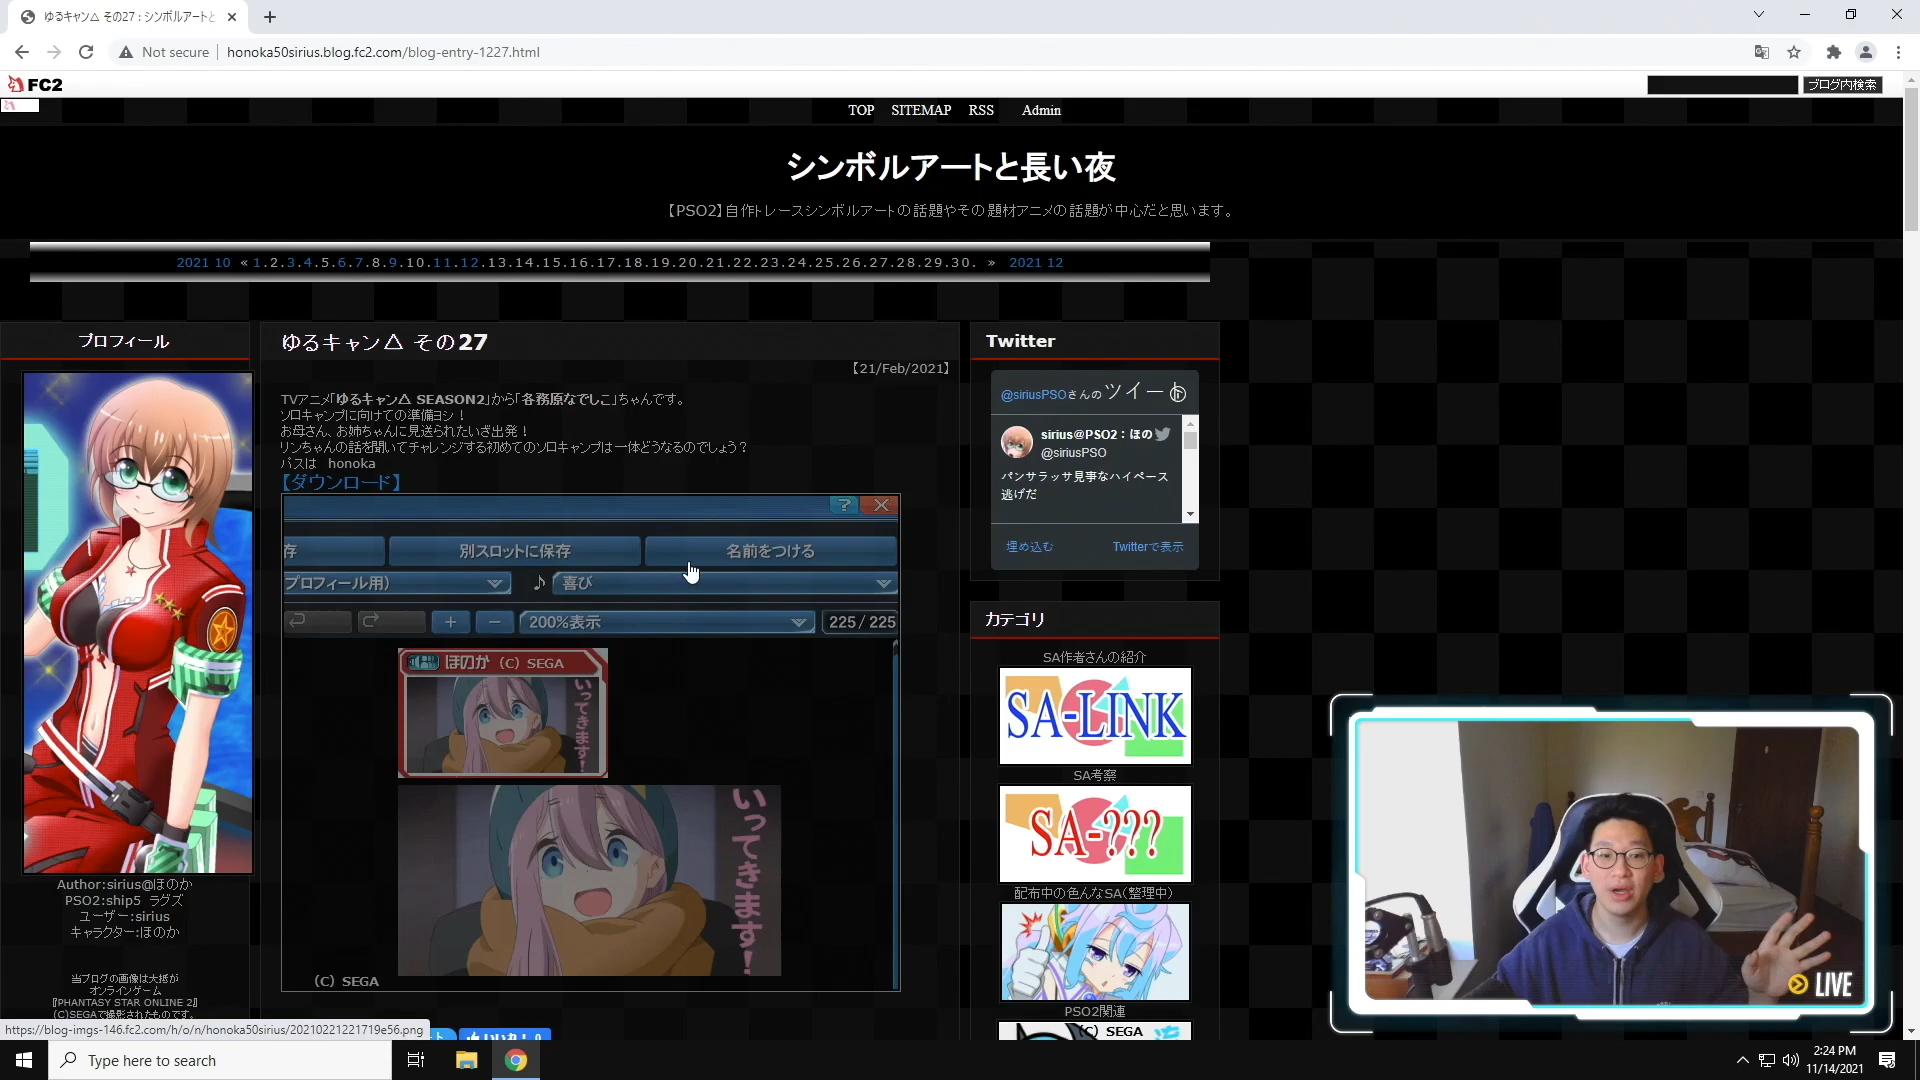 ゆるキャン△ その27 : シンボルアートと
Not secure
honoka50sirius.blog.fc2.com/blog-entry-1227.html
FC2
ブログ内検索
TOP SITEMAP RSS Admin
シンボルアートと長い夜
【PSO2】自作トレースシンボルアートの話題やその題材アニメの話題が中心だと思います。
2021 10 « 1.2.3.4.5.6.7.8.9.10.11.12.13.14.15.16.17.18.19.20.21.22.23.24.25.26.27.28.29.30. » 2021 12
プロフィール
Author:sirius@ほのか
PSO2:ship5 ラグズ
ユーザー:sirius
キャラクター:ほのか
当ブログの画像は大抵が
オンラインゲーム
『PHANTASY STAR ONLINE 2』
(C)SEGAで撮影されたものです。
ゆるキャン△ その27
【21/Feb/2021】
TVアニメ「ゆるキャン△ SEASON2」から「各務原なでしこ」ちゃんです。
ソロキャンプに向けての準備ヨシ！
お母さん、お姉ちゃんに見送られたいざ出発！
リンちゃんの話を聞いてチャレンジする初めてのソロキャンプは一体どうなるのでしょう？
パスは honoka
【ダウンロード】
?
存
別スロットに保存
名前をつける
プロフィール用)
♪ 喜び
+ − 200%表示 225 / 225
ほのか (C) SEGA
いってきます!
いってきます!
(C) SEGA
いいね！ 0
Twitter
@siriusPSOさんのツイート
sirius@PSO2：ほの
@siriusPSO
パンサラッサ見事なハイペース
逃げだ
埋め込む
Twitterで表示
カテゴリ
SA作者さんの紹介
SA-LINK
SA考察
SA-???
配布中の色んなSA(整理中)
PSO2関連
(C) SEGA
LIVE
https://blog-imgs-146.fc2.com/h/o/n/honoka50sirius/20210221221719e56.png
Type here to search
2:24 PM
11/14/2021